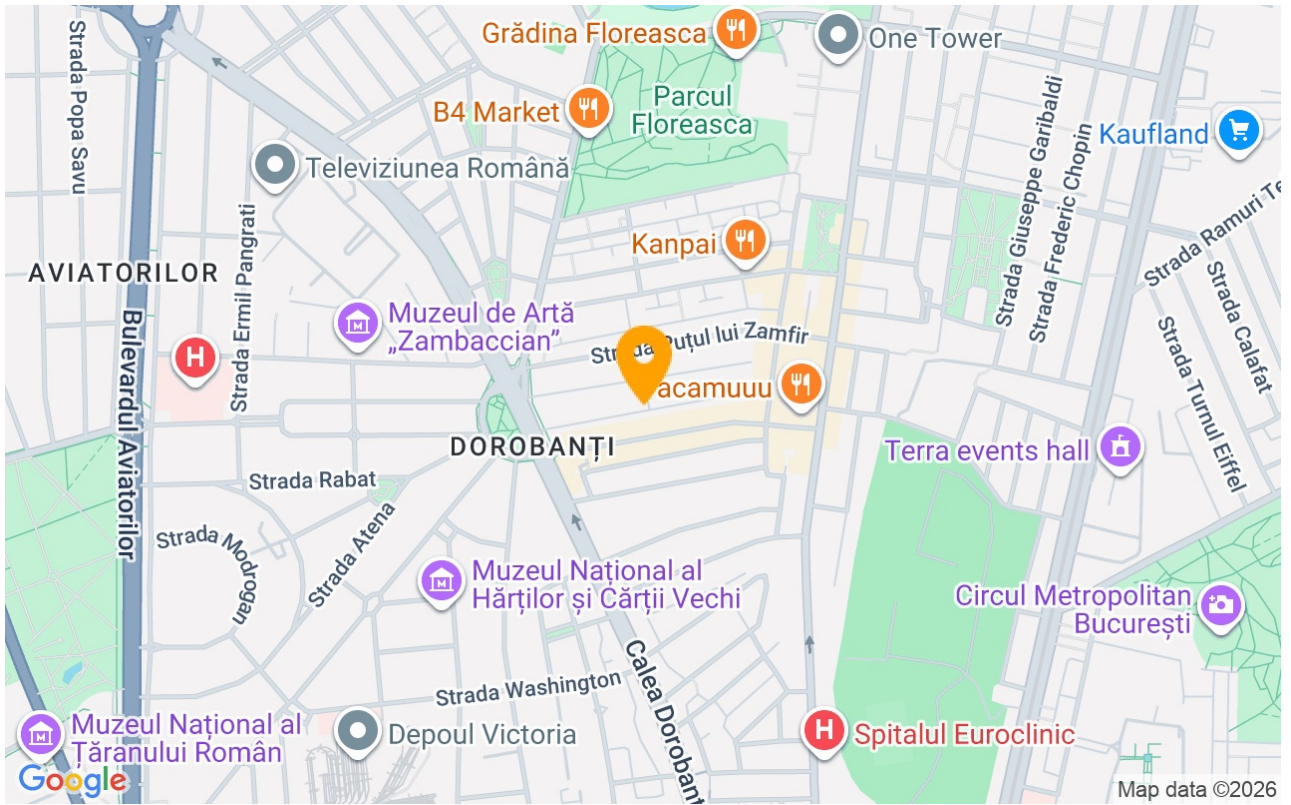 Grădina Floreasca
One Tower
Strada Popa Savu
B4 Market
Parcul
Floreasca
Kaufland
Televiziunea Română
Strada Giuseppe Garibaldi
Strada Frederic Chopin
Strada Ramuri Te
Kanpai
AVIATORILOR
Strada Ermil Pangrati
Muzeul de Artă
„Zambaccian”
Strada Puțul lui Zamfir
Strada Calafat
Bulevardul Aviatorilor
H
acamuuu
Strada Turnul Eiffel
DOROBANȚI
Terra events hall
Strada Rabat
Strada Atena
Strada Modrogan
Muzeul Național al
Hărților și Cărții Vechi
Circul Metropolitan
București
Calea Dorobanț
Strada Washington
Muzeul Național al
Țăranului Român
Depoul Victoria
H
Spitalul Euroclinic
Google
Map data ©2026